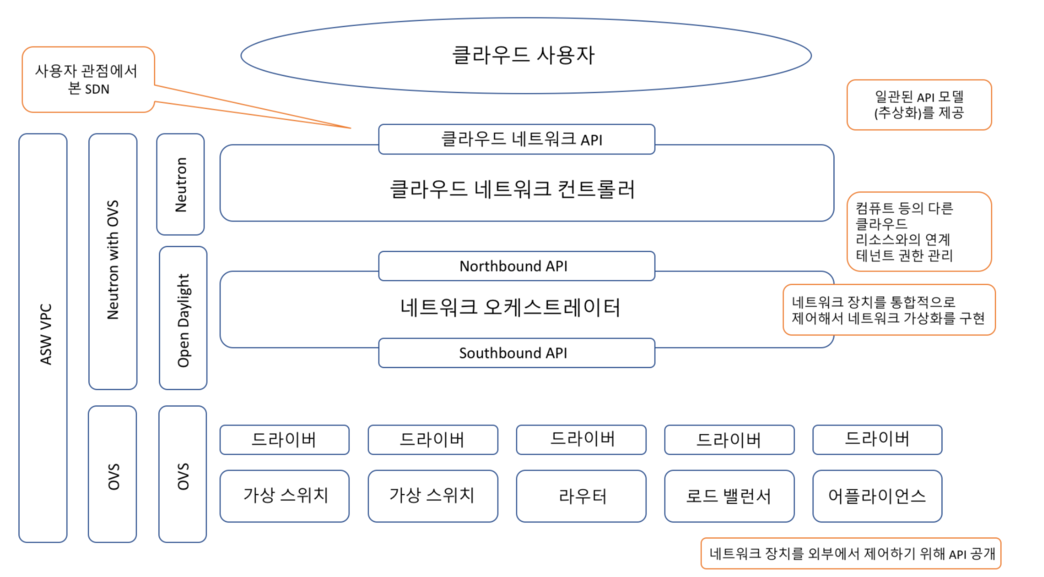 클라우드 사용자
사용자 관점에서
본 SDN
일관된 API 모델
(추상화)를 제공
클라우드 네트워크 API
클라우드 네트워크 컨트롤러
ASW VPC
Neutron with OVS
Neutron
컴퓨트 등의 다른
클라우드
리소스와의 연계
테넌트 권한 관리
Open Daylight
Northbound API
네트워크 오케스트레이터
Southbound API
네트워크 장치를 통합적으로
제어해서 네트워크 가상화를 구현
OVS
OVS
드라이버
드라이버
드라이버
드라이버
드라이버
가상 스위치
가상 스위치
라우터
로드 밸런서
어플라이언스
네트워크 장치를 외부에서 제어하기 위해 API 공개